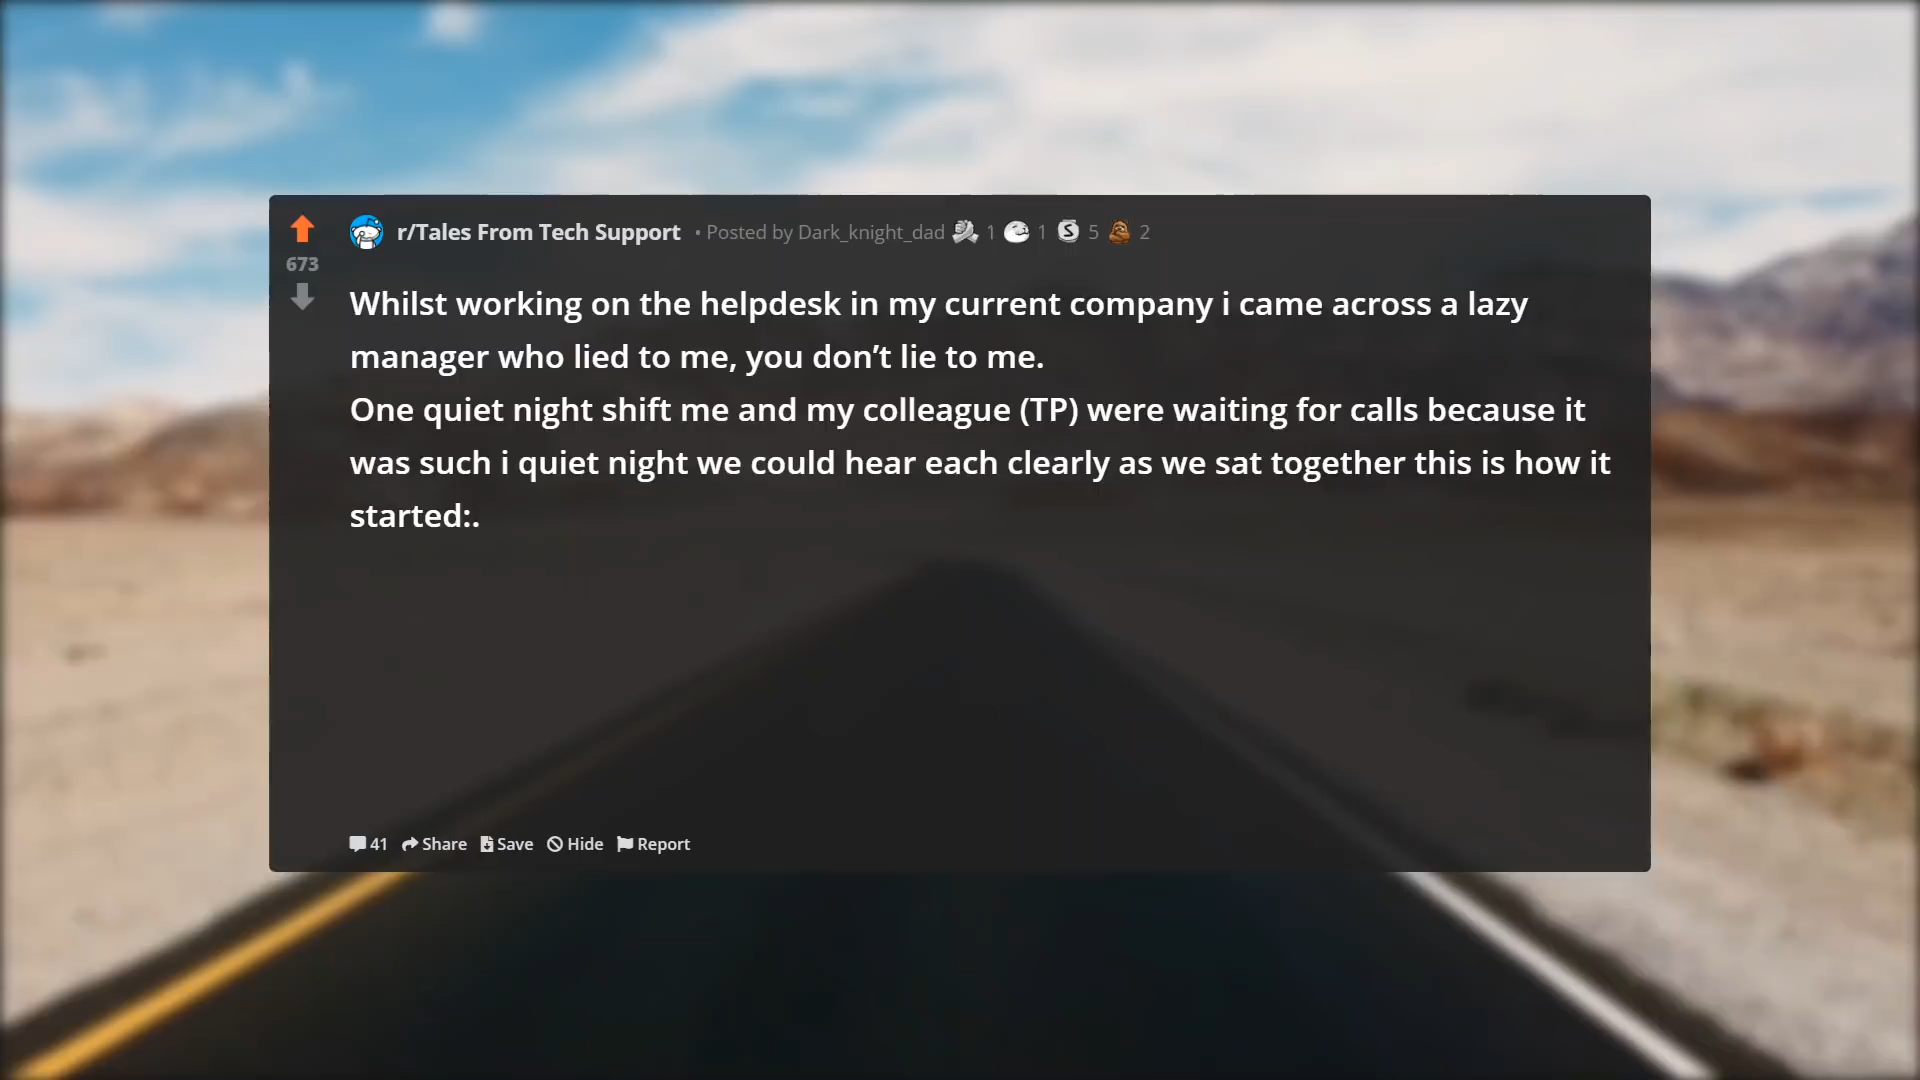 r/Tales From Tech Support • Posted by Dark_knight_dad 1 1 S 5 2
673
Whilst working on the helpdesk in my current company i came across a lazy
manager who lied to me, you don’t lie to me.
One quiet night shift me and my colleague (TP) were waiting for calls because it
was such i quiet night we could hear each clearly as we sat together this is how it
started:.
41 Share Save Hide Report